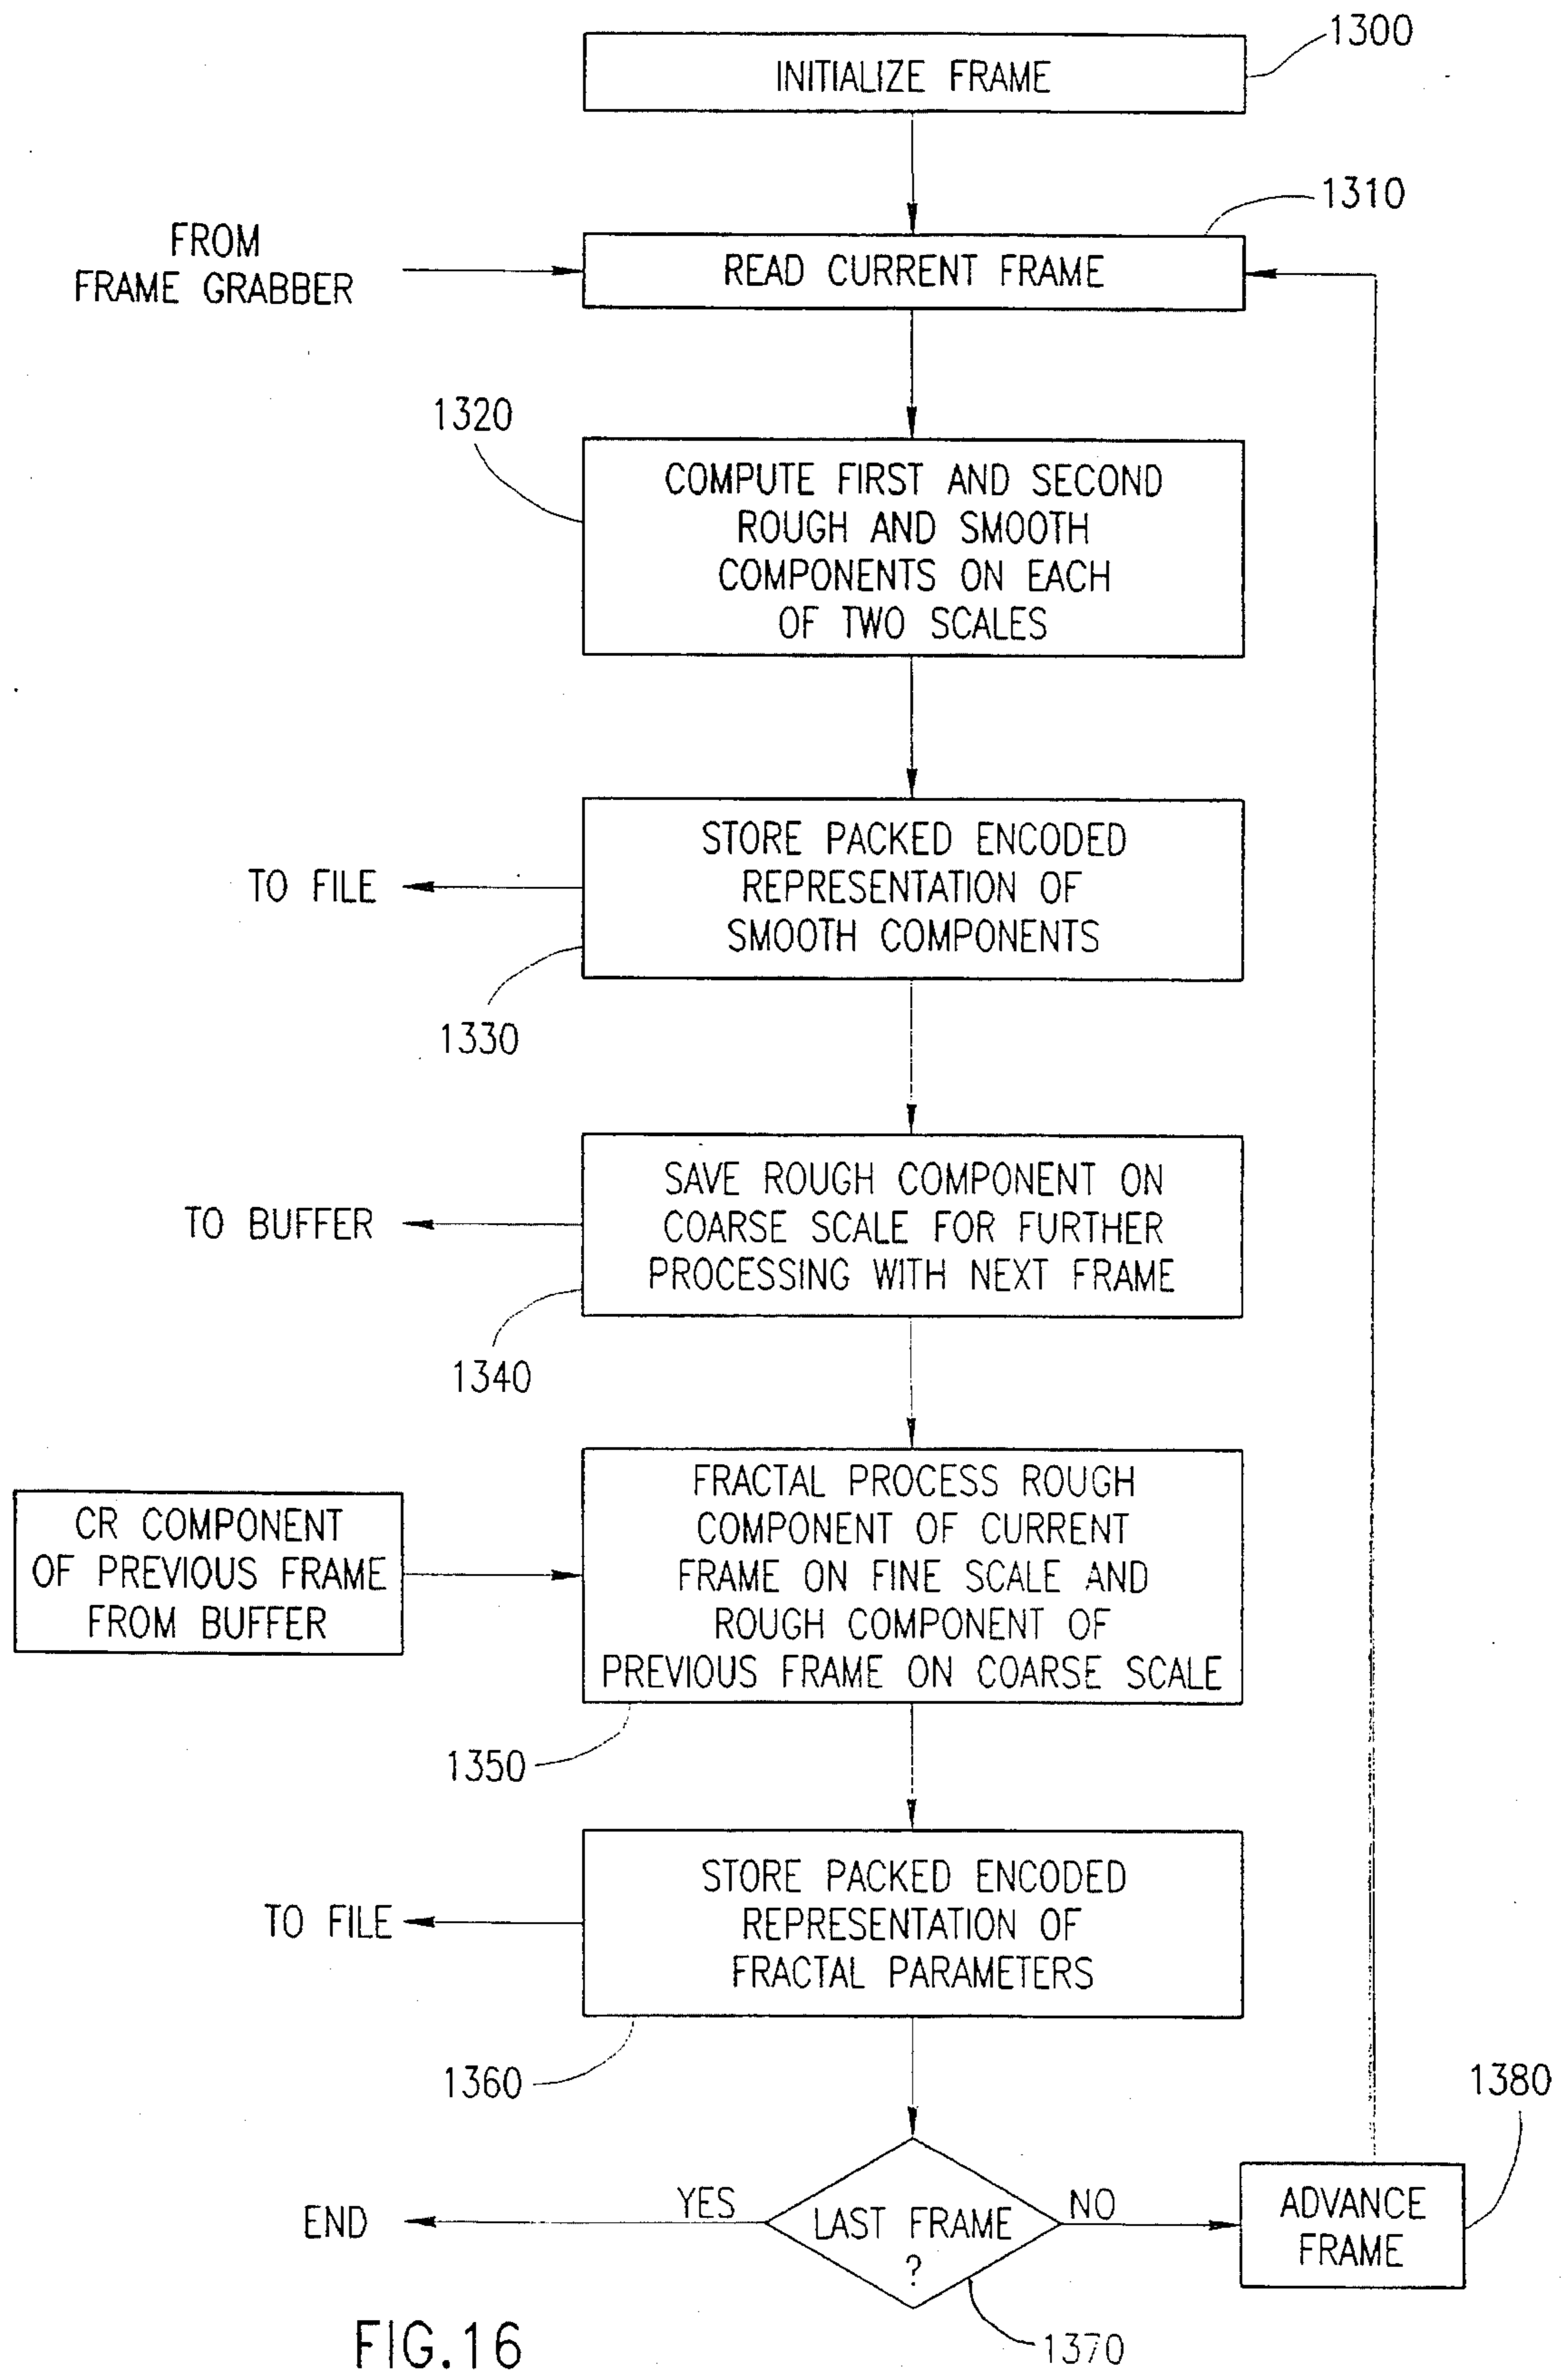 1300
INITIALIZE FRAME
1310
FROM
FRAME GRABBER
READ CURRENT FRAME
1320
COMPUTE FIRST AND SECOND
ROUGH AND SMOOTH
COMPONENTS ON EACH
OF TWO SCALES
STORE PACKED ENCODED
REPRESENTATION OF
SMOOTH COMPONENTS
TO FILE
1330
SAVE ROUGH COMPONENT ON
COARSE SCALE FOR FURTHER
PROCESSING WITH NEXT FRAME
TO BUFFER
1340
CR COMPONENT
OF PREVIOUS FRAME
FROM BUFFER
FRACTAL PROCESS ROUGH
COMPONENT OF CURRENT
FRAME ON FINE SCALE AND
ROUGH COMPONENT OF
PREVIOUS FRAME ON COARSE SCALE
1350
STORE PACKED ENCODED
REPRESENTATION OF
FRACTAL PARAMETERS
TO FILE
1360
1380
END
YES
LAST FRAME
?
NO
ADVANCE
FRAME
1370
FIG.16